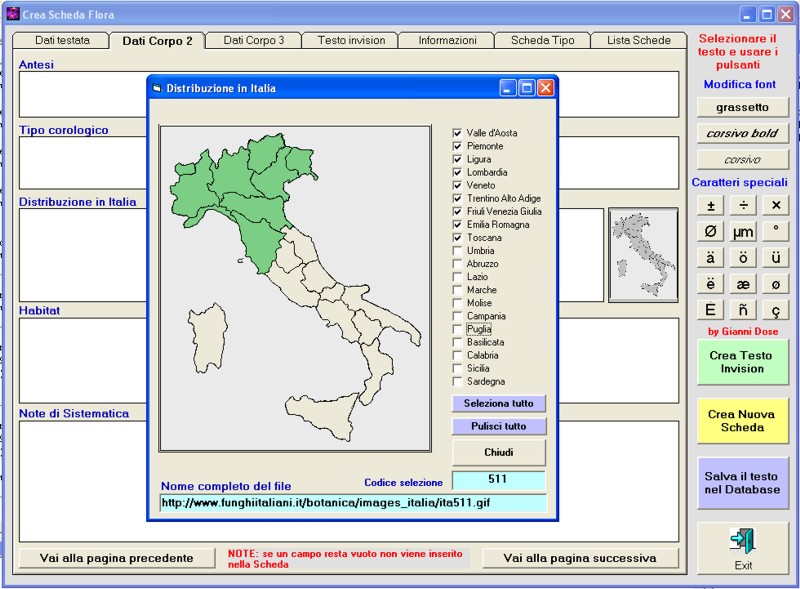 Crea Scheda Flora
Dati testata
Dati Corpo 2
Dati Corpo 3
Testo invision
Informazioni
Scheda Tipo
Lista Schede
Antesi
Tipo corologico
Distribuzione in Italia
Habitat
Note di Sistematica
Distribuzione in Italia
Valle d'Aosta
Piemonte
Ligura
Lombardia
Veneto
Trentino Alto Adige
Friuli Venezia Giulia
Emilia Romagna
Toscana
Umbria
Abruzzo
Lazio
Marche
Molise
Campania
Puglia
Basilicata
Calabria
Sicilia
Sardegna
Seleziona tutto
Pulisci tutto
Chiudi
Codice selezione
511
Nome completo del file
http://www.funghiitaliani.it/botanica/images_italia/ita511.gif
Vai alla pagina precedente
NOTE: se un campo resta vuoto non viene inserito
nella Scheda
Vai alla pagina successiva
Selezionare il
testo e usare i
pulsanti
Modifica font
grassetto
corsivo bold
corsivo
Caratteri speciali
± ÷ ×
Ø µm °
ä ö ü
ë æ ø
È ñ ç
by Gianni Dose
Crea Testo
Invision
Crea Nuova
Scheda
Salva il testo
nel Database
Exit